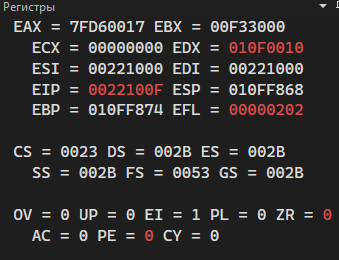 Регистры
EAX = 7FD60017 EBX = 00F33000
ECX = 00000000 EDX = 010F0010
ESI = 00221000 EDI = 00221000
EIP = 0022100F ESP = 010FF868
EBP = 010FF874 EFL = 00000202
CS = 0023 DS = 002B ES = 002B
SS = 002B FS = 0053 GS = 002B
OV = 0 UP = 0 EI = 1 PL = 0 ZR = 0
AC = 0 PE = 0 CY = 0